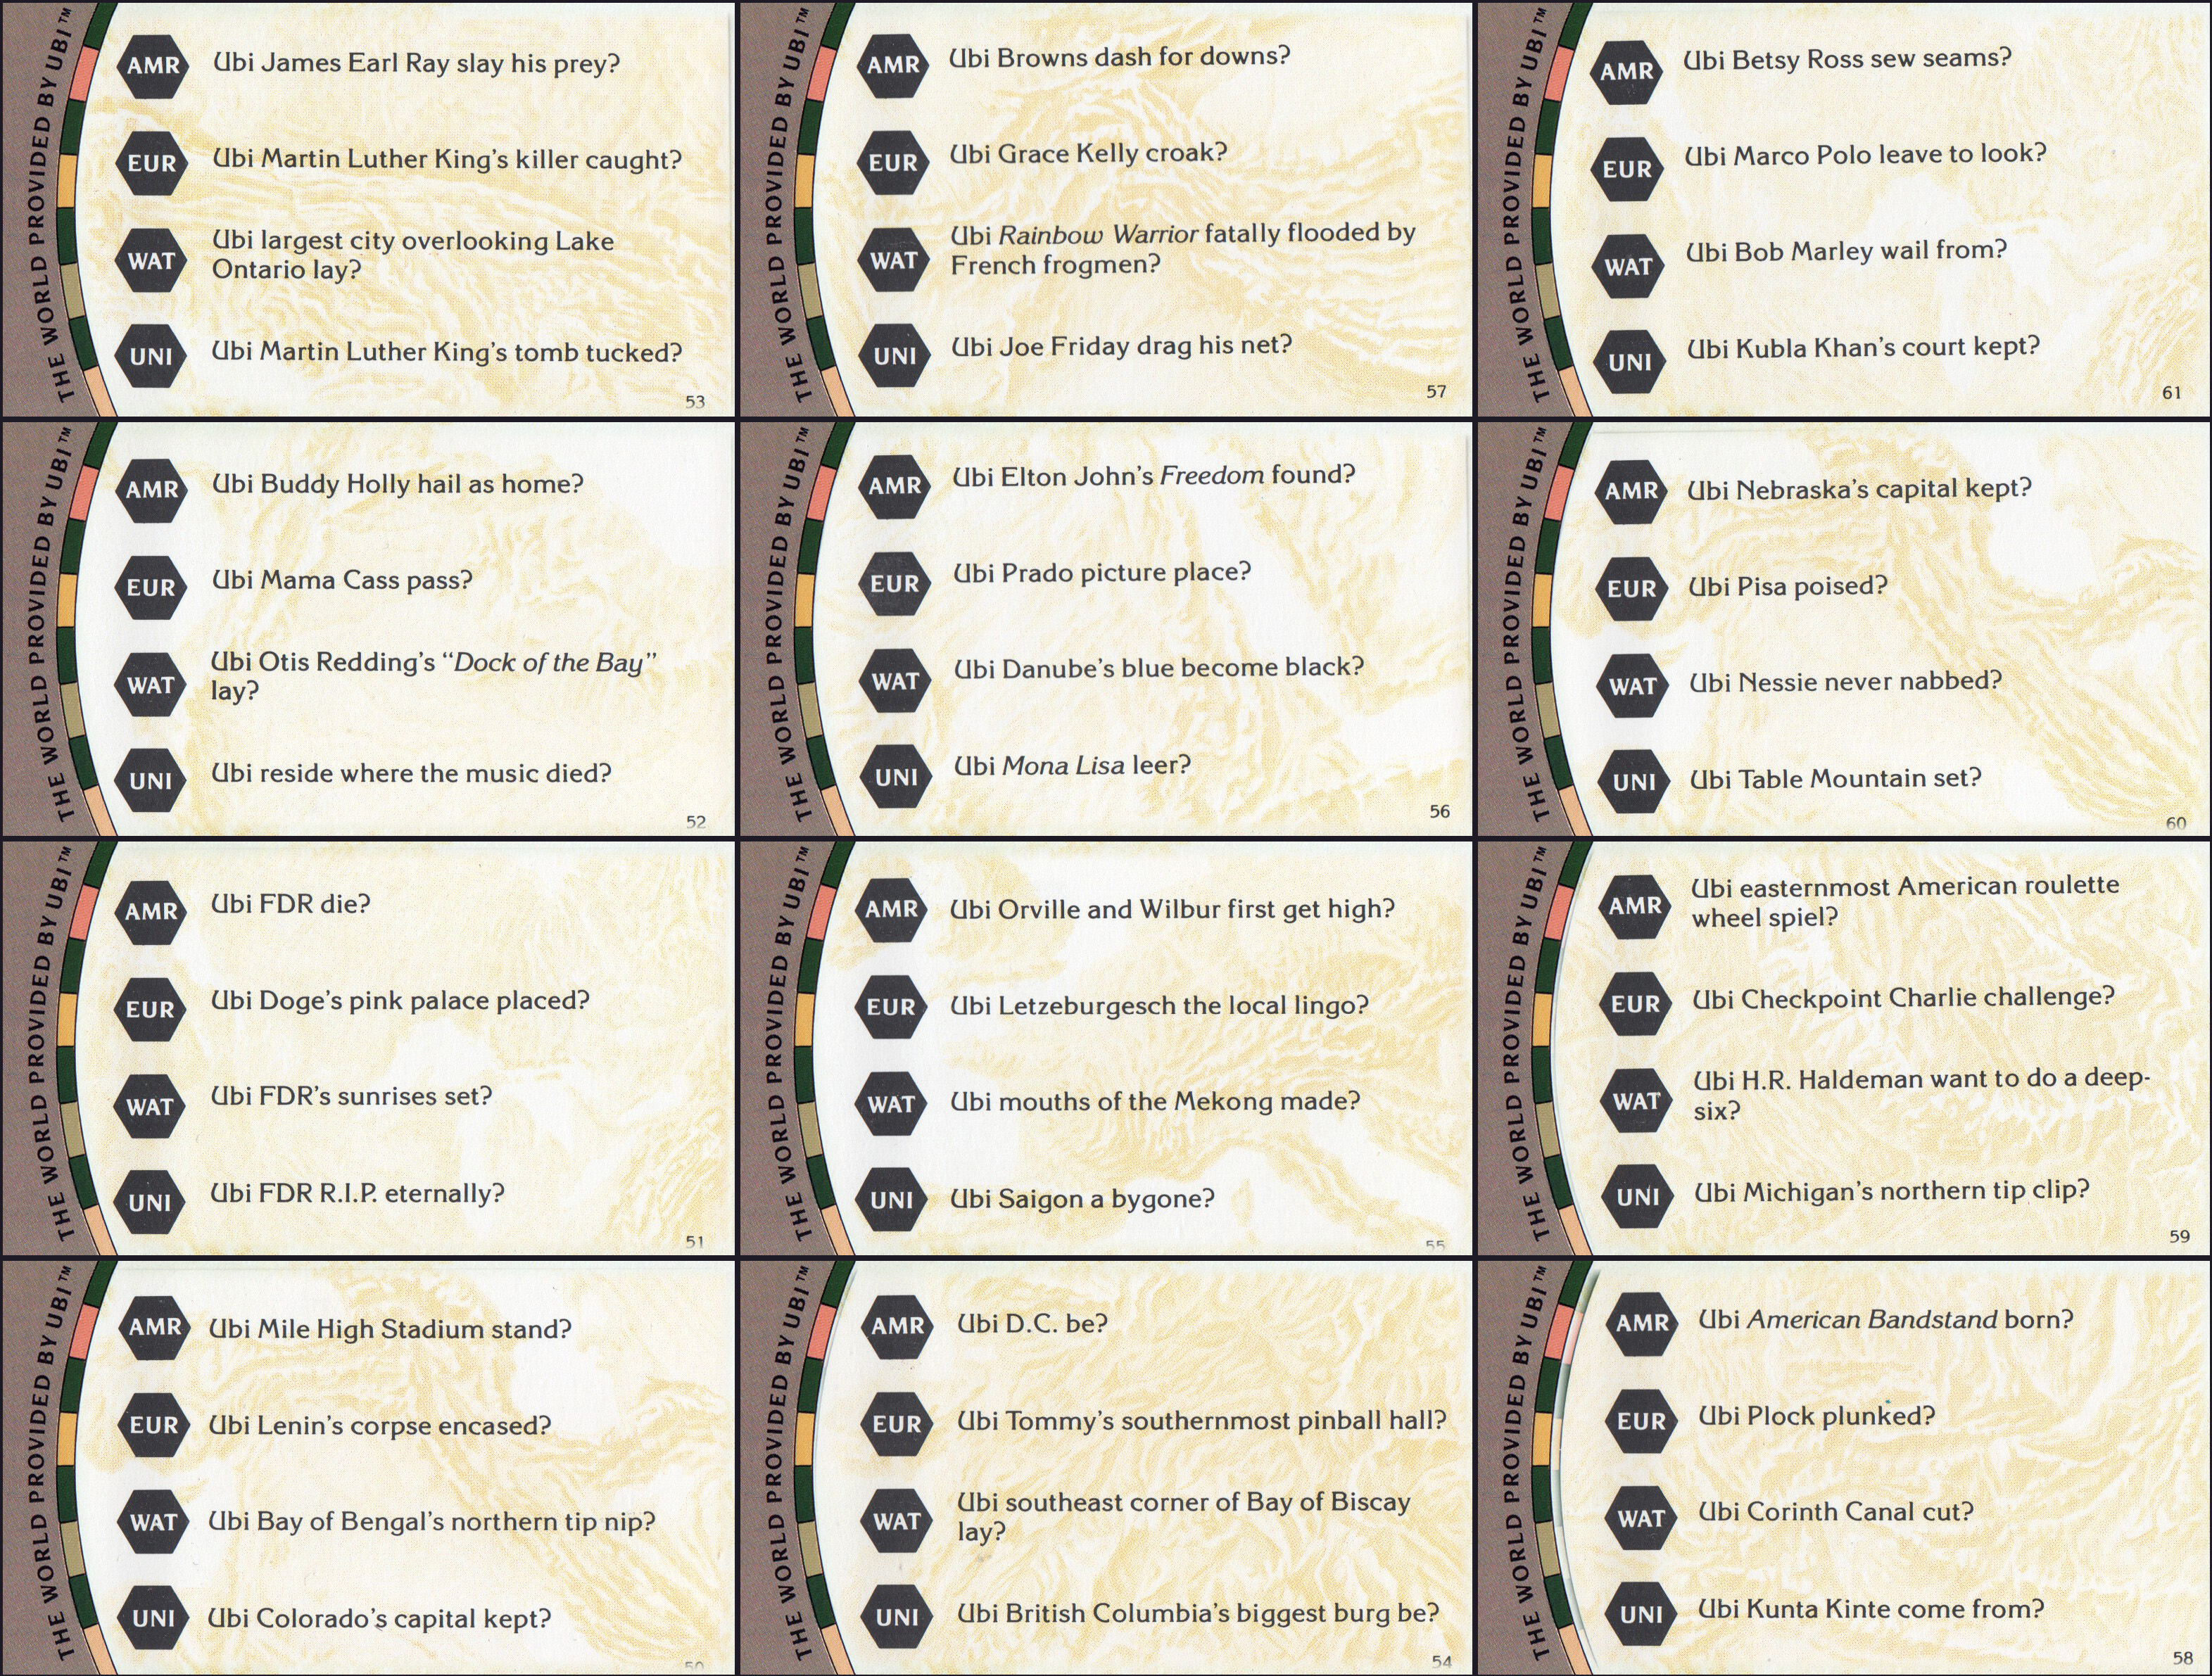 THE WORLD PROVIDED BY UBI™
AMR
Ubi James Earl Ray slay his prey?
EUR
Ubi Martin Luther King's killer caught?
WAT
Ubi largest city overlooking Lake
Ontario lay?
UNI
Ubi Martin Luther King's tomb tucked?
53
THE WORLD PROVIDED BY UBI™
AMR
Ubi Browns dash for downs?
EUR
Ubi Grace Kelly croak?
WAT
Ubi Rainbow Warrior fatally flooded by
French frogmen?
UNI
Ubi Joe Friday drag his net?
57
THE WORLD PROVIDED BY UBI™
AMR
Ubi Betsy Ross sew seams?
EUR
Ubi Marco Polo leave to look?
WAT
Ubi Bob Marley wail from?
UNI
Ubi Kubla Khan's court kept?
61
THE WORLD PROVIDED BY UBI™
AMR
Ubi Buddy Holly hail as home?
EUR
Ubi Mama Cass pass?
WAT
Ubi Otis Redding's "Dock of the Bay"
lay?
UNI
Ubi reside where the music died?
52
THE WORLD PROVIDED BY UBI™
AMR
Ubi Elton John's Freedom found?
EUR
Ubi Prado picture place?
WAT
Ubi Danube's blue become black?
UNI
Ubi Mona Lisa leer?
56
THE WORLD PROVIDED BY UBI™
AMR
Ubi Nebraska's capital kept?
EUR
Ubi Pisa poised?
WAT
Ubi Nessie never nabbed?
UNI
Ubi Table Mountain set?
60
THE WORLD PROVIDED BY UBI™
AMR
Ubi FDR die?
EUR
Ubi Doge's pink palace placed?
WAT
Ubi FDR's sunrises set?
UNI
Ubi FDR R.I.P. eternally?
51
THE WORLD PROVIDED BY UBI™
AMR
Ubi Orville and Wilbur first get high?
EUR
Ubi Letzeburgesch the local lingo?
WAT
Ubi mouths of the Mekong made?
UNI
Ubi Saigon a bygone?
55
THE WORLD PROVIDED BY UBI™
AMR
Ubi easternmost American roulette
wheel spiel?
EUR
Ubi Checkpoint Charlie challenge?
WAT
Ubi H.R. Haldeman want to do a deep-
six?
UNI
Ubi Michigan's northern tip clip?
59
THE WORLD PROVIDED BY UBI™
AMR
Ubi Mile High Stadium stand?
EUR
Ubi Lenin's corpse encased?
WAT
Ubi Bay of Bengal's northern tip nip?
UNI
Ubi Colorado's capital kept?
50
THE WORLD PROVIDED BY UBI™
AMR
Ubi D.C. be?
EUR
Ubi Tommy's southernmost pinball hall?
WAT
Ubi southeast corner of Bay of Biscay
lay?
UNI
Ubi British Columbia's biggest burg be?
54
THE WORLD PROVIDED BY UBI™
AMR
Ubi American Bandstand born?
EUR
Ubi Plock plunked?
WAT
Ubi Corinth Canal cut?
UNI
Ubi Kunta Kinte come from?
58